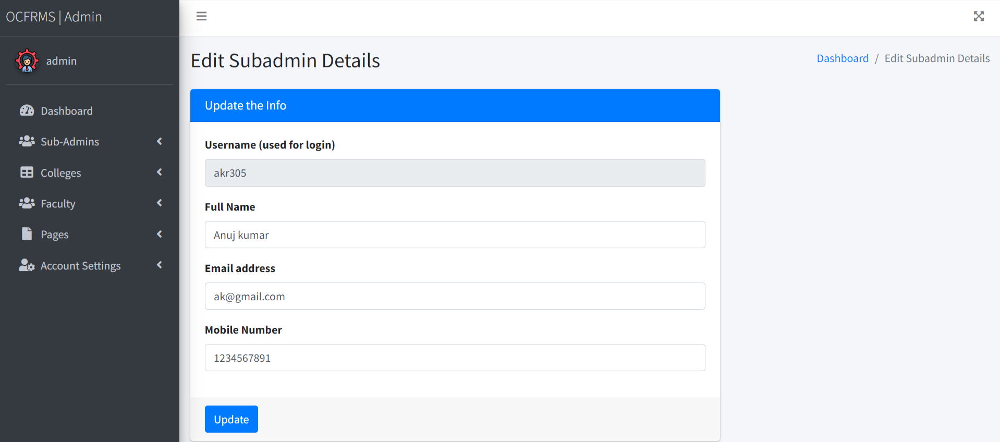 OCFRMS | Admin
admin
Dashboard
Sub-Admins
Colleges
Faculty
Pages
Account Settings
Edit Subadmin Details
Dashboard / Edit Subadmin Details
Update the Info
Username (used for login)
akr305
Full Name
Anuj kumar
Email address
ak@gmail.com
Mobile Number
1234567891
Update